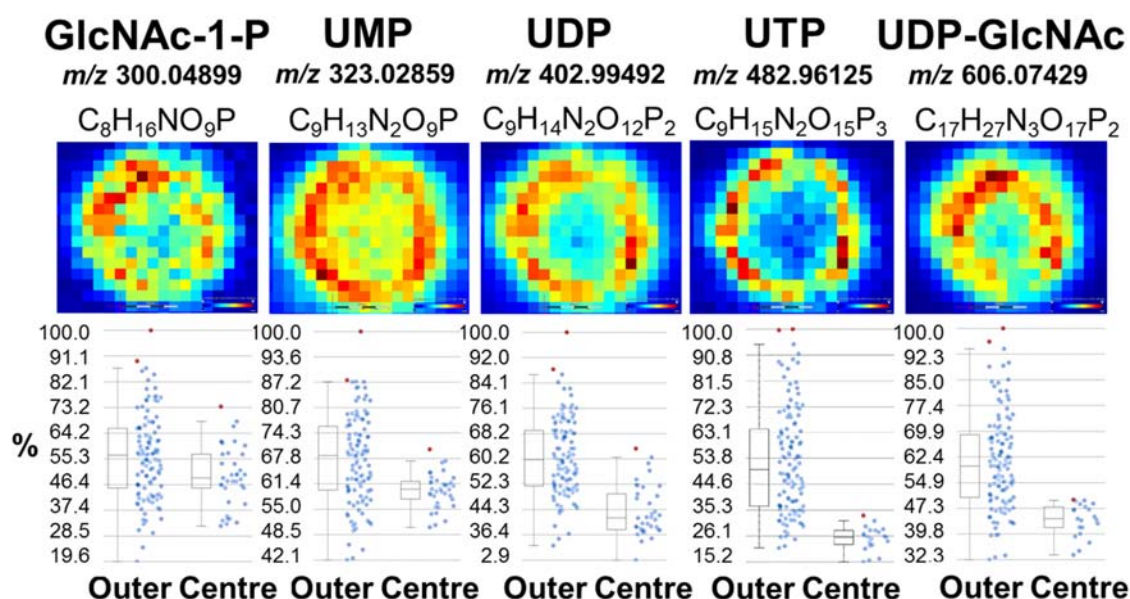 GlcNAc-1-P UMP UDP UTP UDP-GlcNAc
m/z 300.04899 m/z 323.02859 m/z 402.99492 m/z 482.96125 m/z 606.07429
C₈H₁₆NO₉P C₉H₁₃N₂O₉P C₉H₁₄N₂O₁₂P₂ C₉H₁₅N₂O₁₅P₃ C₁₇H₂₇N₃O₁₇P₂
100.0 100.0 100.0 100.0 100.0
91.1 93.6 92.0 90.8 92.3
82.1 87.2 84.1 81.5 84.8
73.2 80.7 76.1 72.3 77.3
64.2 74.3 68.2 63.1 69.9
% 55.3 67.8 60.2 53.8 62.4
46.4 61.4 52.3 44.6 54.9
37.4 55.0 44.3 35.3 47.3
28.5 48.5 36.4 26.1 39.8
19.6 42.1 2.9 15.2 32.3
Outer Centre Outer Centre Outer Centre Outer Centre Outer Centre